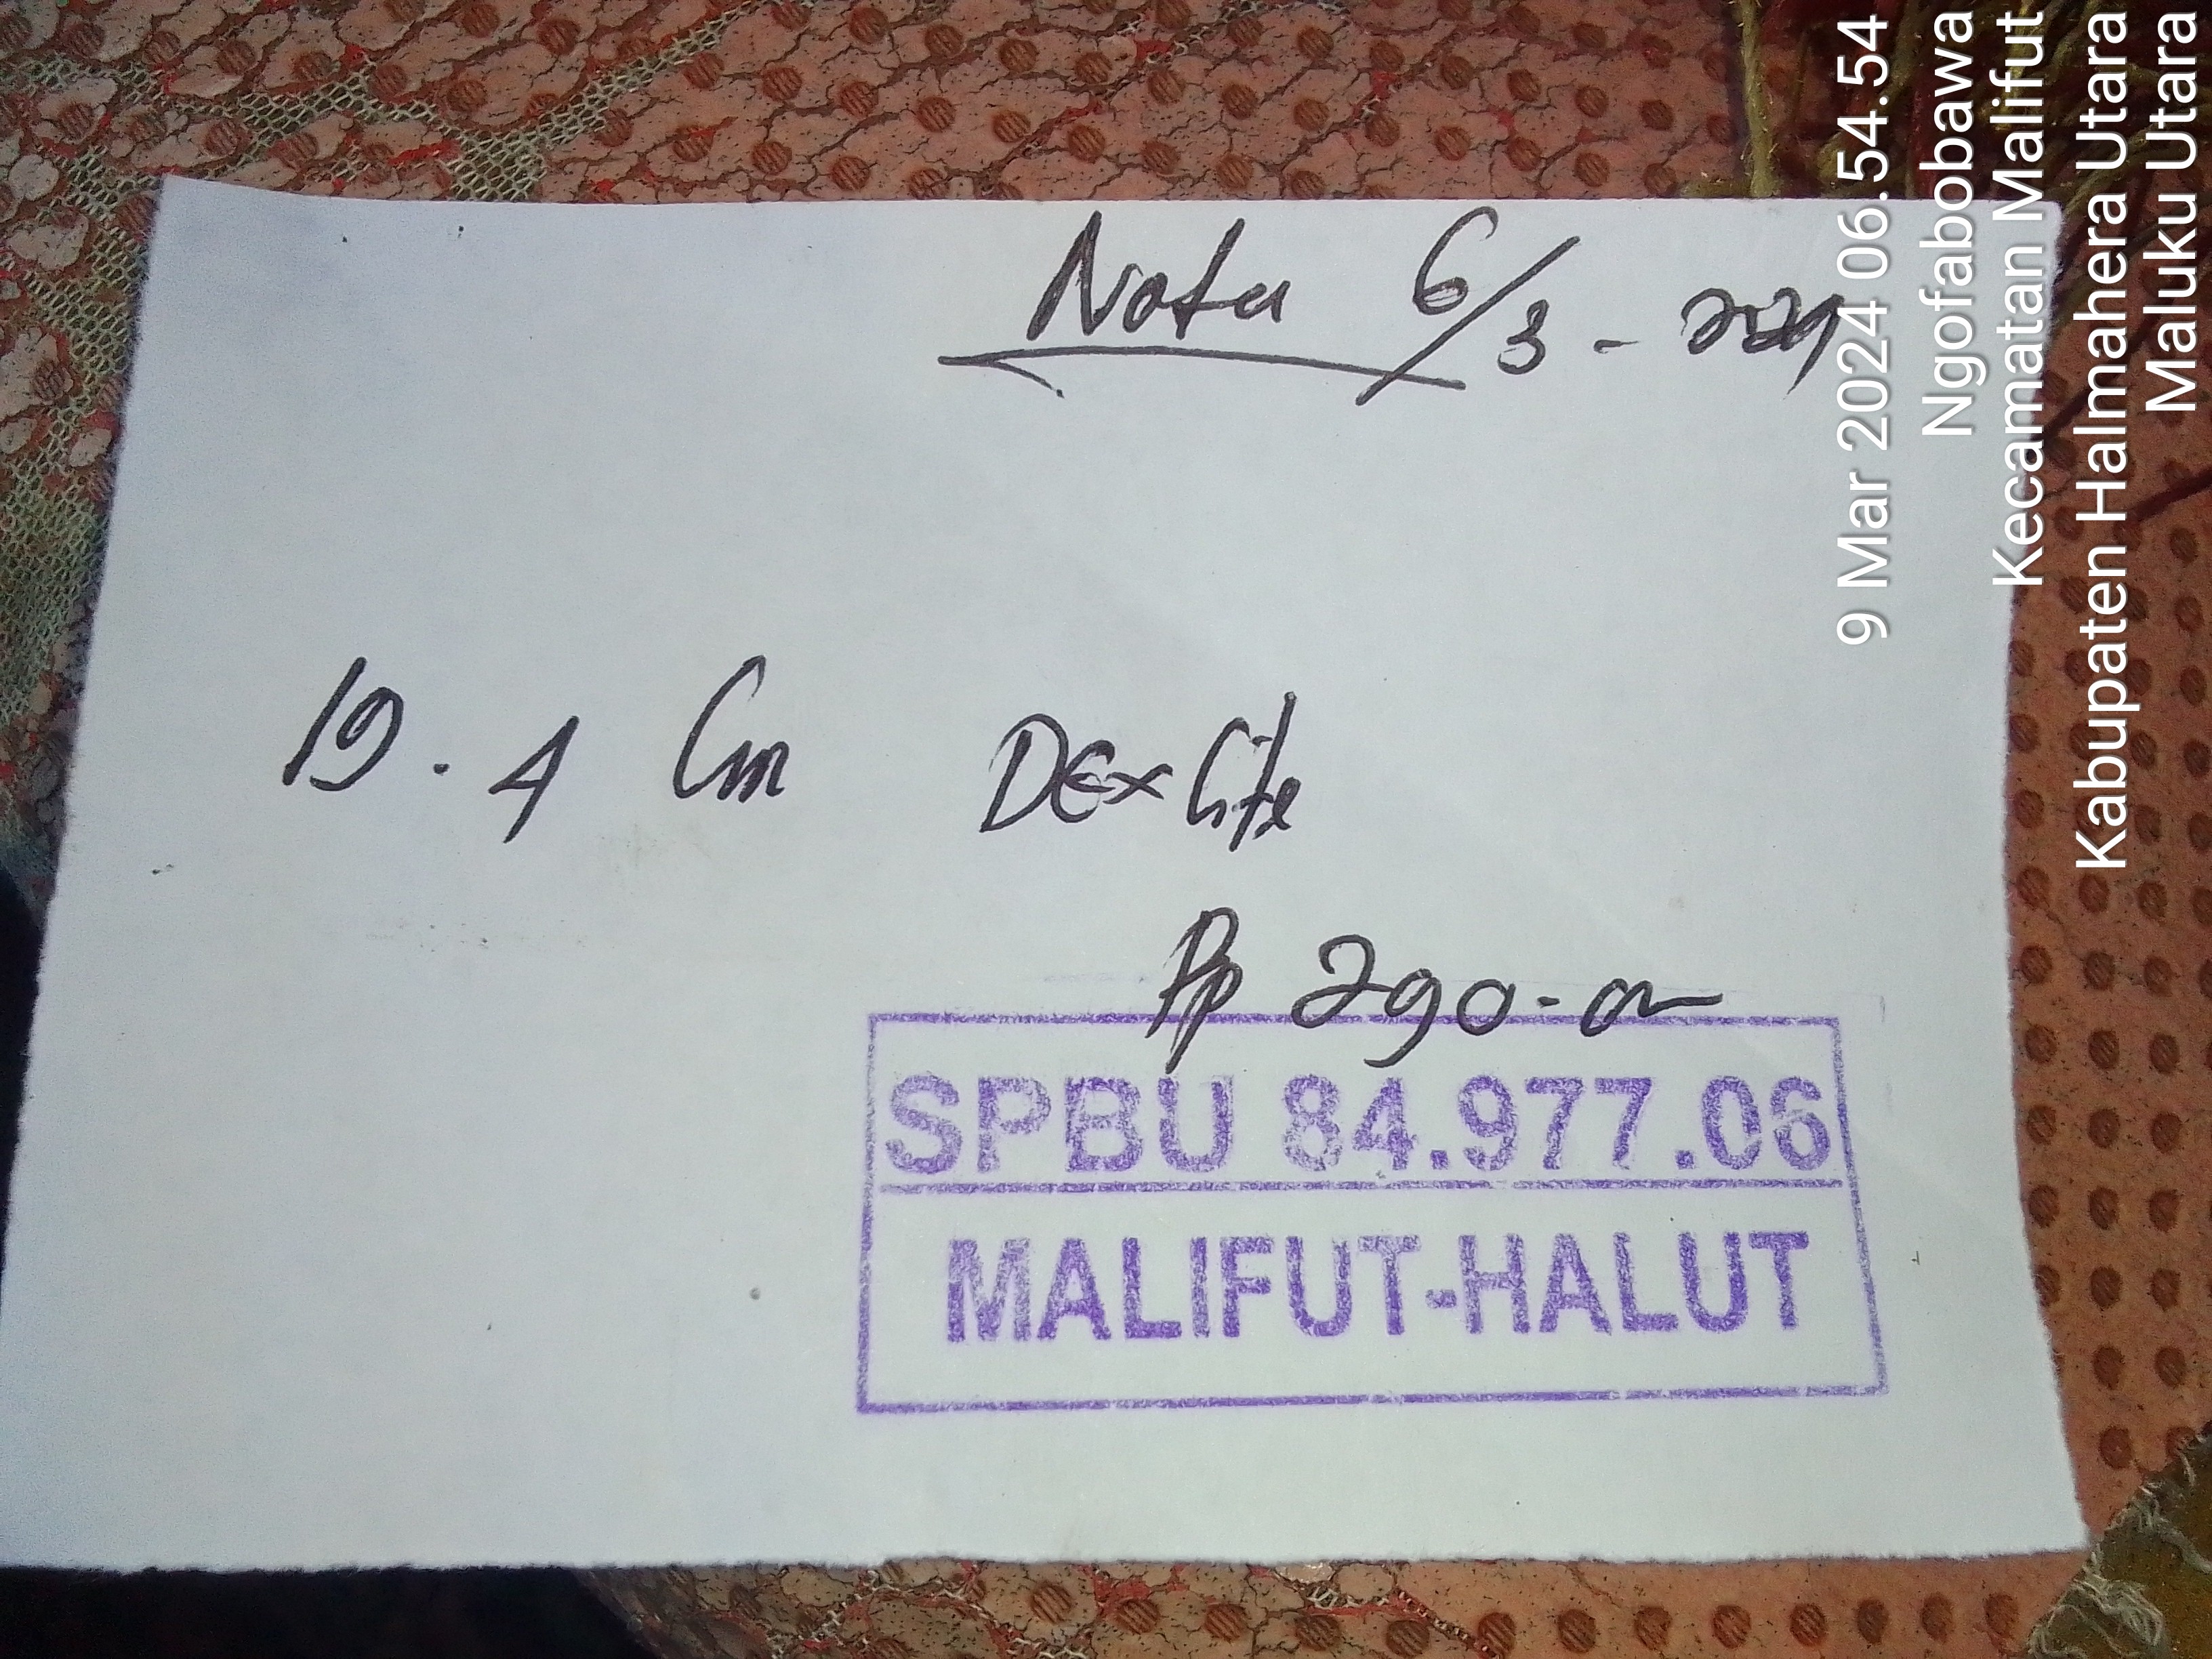 Nota 6/3 - 2024
19.4 Cm DExlite
Rp 290.-
SPBU 84.977.06
MALIFUT-HALUT
9 Mar 2024 06.54.54
Ngofabobawa
Kecamatan Malifut
Kabupaten Halmahera Utara
Maluku Utara